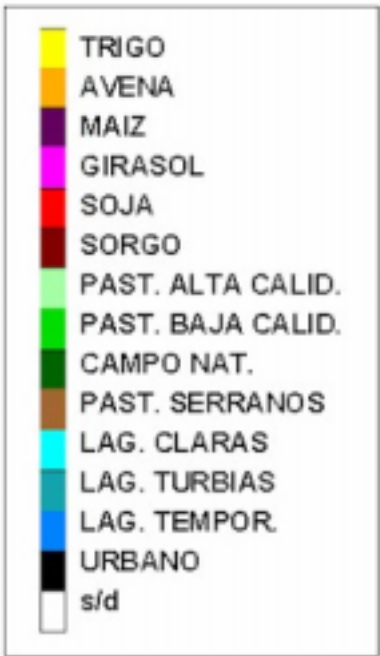 TRIGO
AVENA
MAIZ
GIRASOL
SOJA
SORGO
PAST. ALTA CALID.
PAST. BAJA CALID.
CAMPO NAT.
PAST. SERRANOS
LAG. CLARAS
LAG. TURBIAS
LAG. TEMPOR.
URBANO
s/d